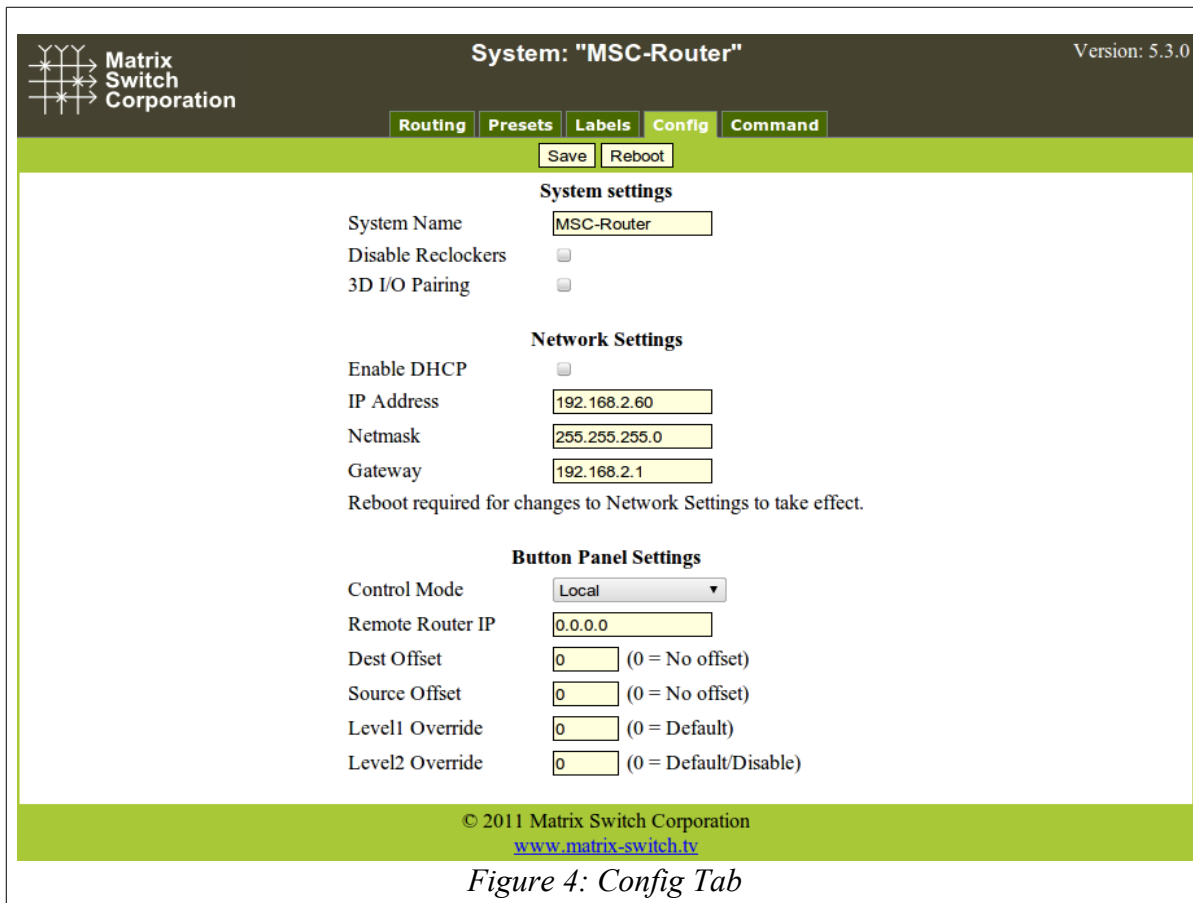 Matrix
Switch
Corporation
System: "MSC-Router"
Version: 5.3.0
Routing Presets Labels Config Command
Save Reboot
System settings
System Name MSC-Router
Disable Reclockers
3D I/O Pairing
Network Settings
Enable DHCP
IP Address 192.168.2.60
Netmask 255.255.255.0
Gateway 192.168.2.1
Reboot required for changes to Network Settings to take effect.
Button Panel Settings
Control Mode Local
Remote Router IP 0.0.0.0
Dest Offset 0 (0 = No offset)
Source Offset 0 (0 = No offset)
Level1 Override 0 (0 = Default)
Level2 Override 0 (0 = Default/Disable)
© 2011 Matrix Switch Corporation
www.matrix-switch.tv
Figure 4: Config Tab